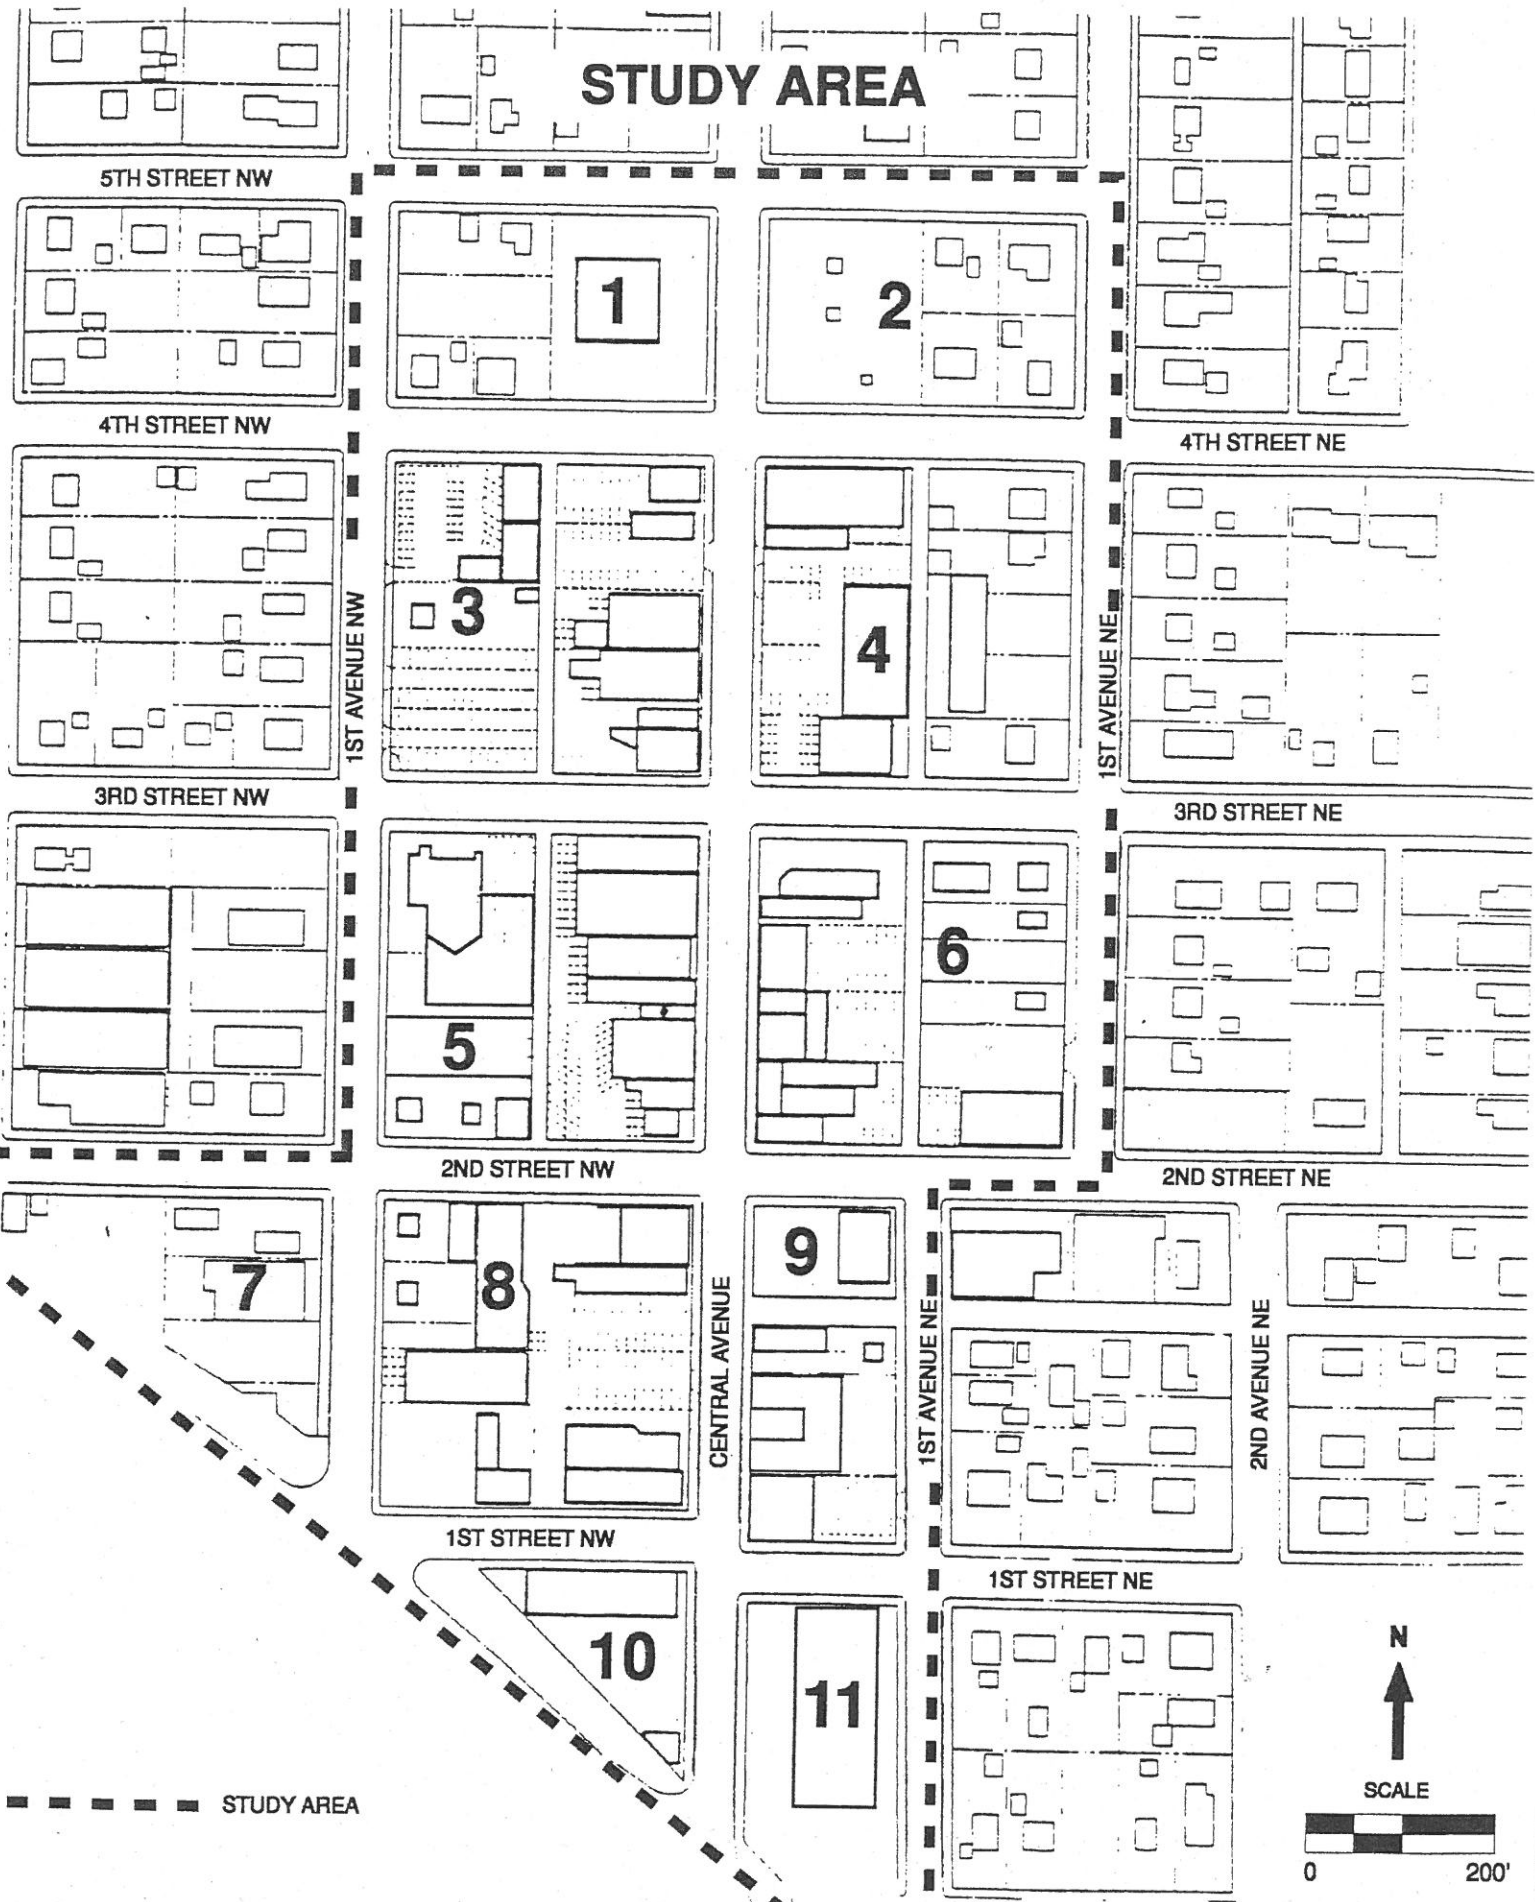 STUDY AREA
5TH STREET NW
1
2
4TH STREET NW
4TH STREET NE
3
4
1ST AVENUE NW
1ST AVENUE NE
3RD STREET NW
3RD STREET NE
5
6
2ND STREET NW
2ND STREET NE
7
8
9
CENTRAL AVENUE
1ST AVENUE NE
2ND AVENUE NE
1ST STREET NW
1ST STREET NE
10
11
N
SCALE
0 200'
STUDY AREA